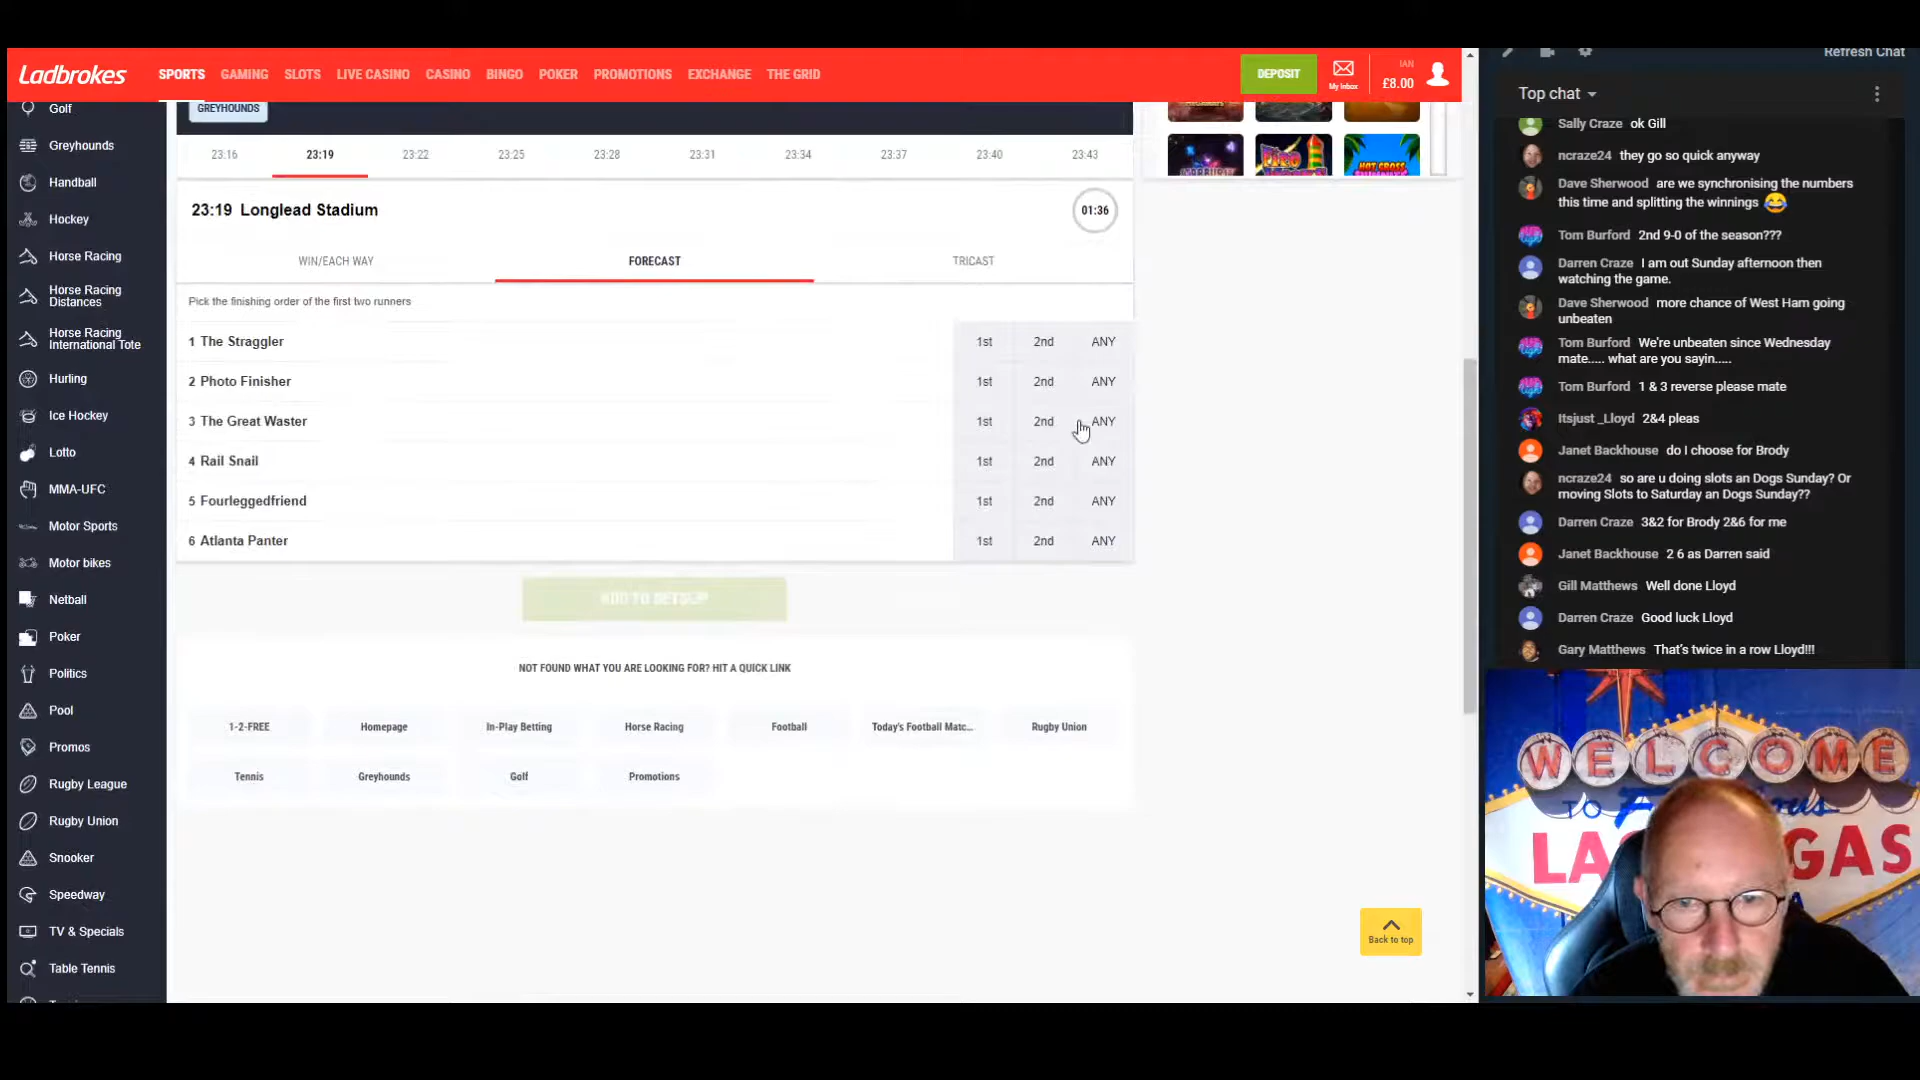 Ladbrokes
SPORTS GAMING SLOTS LIVE CASINO CASINO BINGO POKER PROMOTIONS EXCHANGE THE GRID
DEPOSIT
My Inbox
IAN
£8.00
Golf
Greyhounds
Handball
Hockey
Horse Racing
Horse Racing
Distances
Horse Racing
International Tote
Hurling
Ice Hockey
Lotto
MMA-UFC
Motor Sports
Motor bikes
Netball
Poker
Politics
Pool
Promos
Rugby League
Rugby Union
Snooker
Speedway
TV & Specials
Table Tennis
GREYHOUNDS
23:16 23:19 23:22 23:25 23:28 23:31 23:34 23:37 23:40 23:43
23:19 Longlead Stadium
01:36
WIN/EACH WAY FORECAST TRICAST
Pick the finishing order of the first two runners
1 The Straggler 1st 2nd ANY
2 Photo Finisher 1st 2nd ANY
3 The Great Waster 1st 2nd ANY
4 Rail Snail 1st 2nd ANY
5 Fourleggedfriend 1st 2nd ANY
6 Atlanta Panter 1st 2nd ANY
ADD TO BETSLIP
NOT FOUND WHAT YOU ARE LOOKING FOR? HIT A QUICK LINK
1-2-FREE Homepage In-Play Betting Horse Racing Football Today's Football Matc... Rugby Union
Tennis Greyhounds Golf Promotions
Back to top
Refresh Chat
Top chat
Sally Craze ok Gill
ncraze24 they go so quick anyway
Dave Sherwood are we synchronising the numbers
this time and splitting the winnings
Tom Burford 2nd 9-0 of the season???
Darren Craze I am out Sunday afternoon then
watching the game.
Dave Sherwood more chance of West Ham going
unbeaten
Tom Burford We're unbeaten since Wednesday
mate..... what are you sayin.....
Tom Burford 1 & 3 reverse please mate
Itsjust _Lloyd 2&4 pleas
Janet Backhouse do I choose for Brody
ncraze24 so are u doing slots an Dogs Sunday? Or
moving Slots to Saturday an Dogs Sunday??
Darren Craze 3&2 for Brody 2&6 for me
Janet Backhouse 2 6 as Darren said
Gill Matthews Well done Lloyd
Darren Craze Good luck Lloyd
Gary Matthews That's twice in a row Lloyd!!!
WELCOME
TO